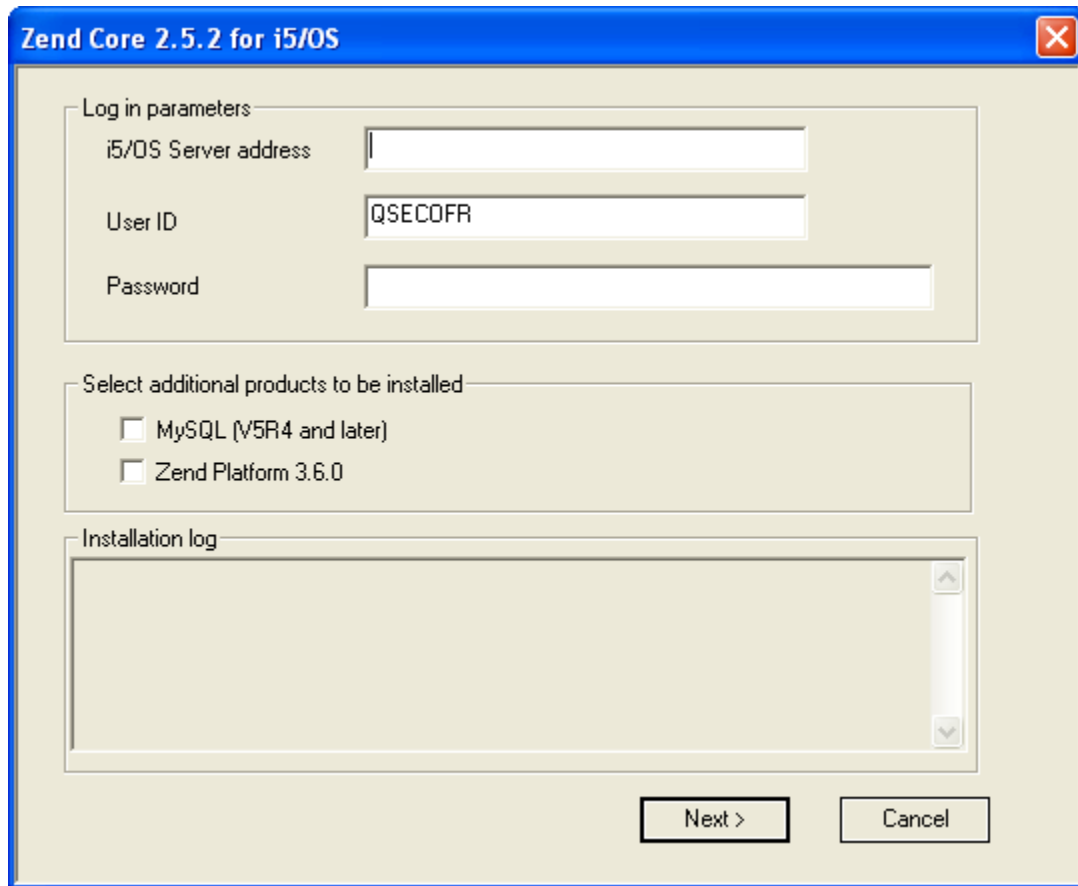 Zend Core 2.5.2 for i5/OS
Log in parameters
i5/OS Server address
User ID
QSECOFR
Password
Select additional products to be installed
MySQL (V5R4 and later)
Zend Platform 3.6.0
Installation log
Next > Cancel